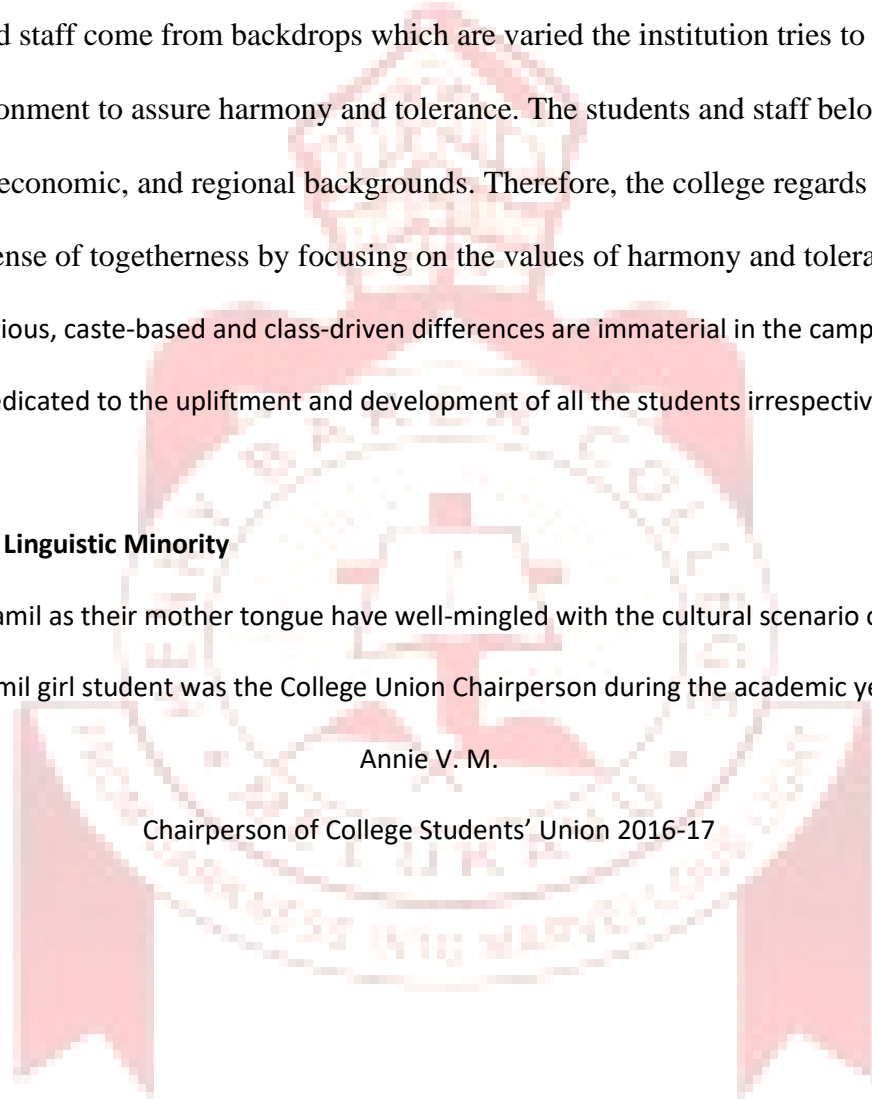 d staff come from backdrops which are varied the institution tries to
onment to assure harmony and tolerance. The students and staff belo
economic, and regional backgrounds. Therefore, the college regards
ense of togetherness by focusing on the values of harmony and tolera
ious, caste-based and class-driven differences are immaterial in the camp
edicated to the upliftment and development of all the students irrespectiv
Linguistic Minority
amil as their mother tongue have well-mingled with the cultural scenario o
mil girl student was the College Union Chairperson during the academic ye
Annie V. M.
Chairperson of College Students’ Union 2016-17
BAKER COLLEGE